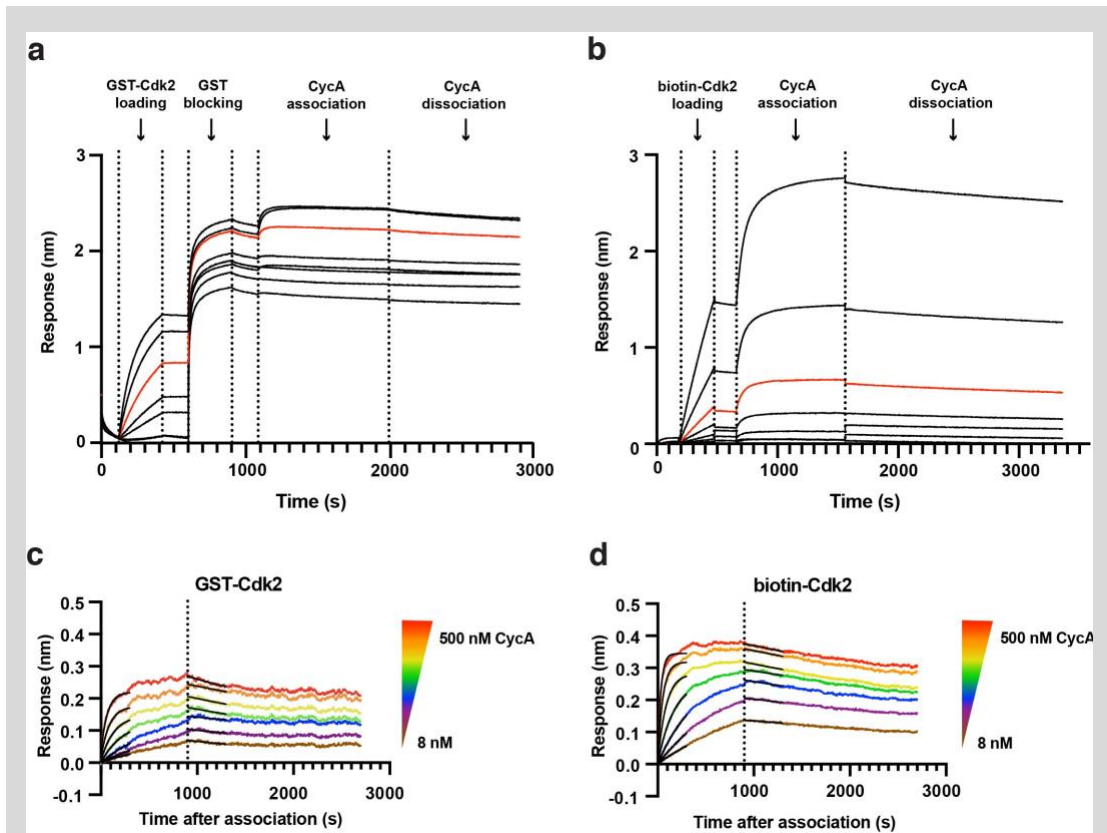 a
GST-Cdk2
loading
GST
blocking
CycA
association
CycA
dissociation
3
2
1
0
Response (nm)
0
1000
2000
3000
Time (s)
b
biotin-Cdk2
loading
CycA
association
CycA
dissociation
3
2
1
0
Response (nm)
0
1000
2000
3000
Time (s)
c
GST-Cdk2
0.5
0.4
0.3
0.2
0.1
0.0
-0.1
Response (nm)
1000
2000
3000
Time after association (s)
500 nM CycA
8 nM
d
biotin-Cdk2
0.5
0.4
0.3
0.2
0.1
0.0
-0.1
Response (nm)
1000
2000
3000
Time after association (s)
500 nM CycA
8 nM